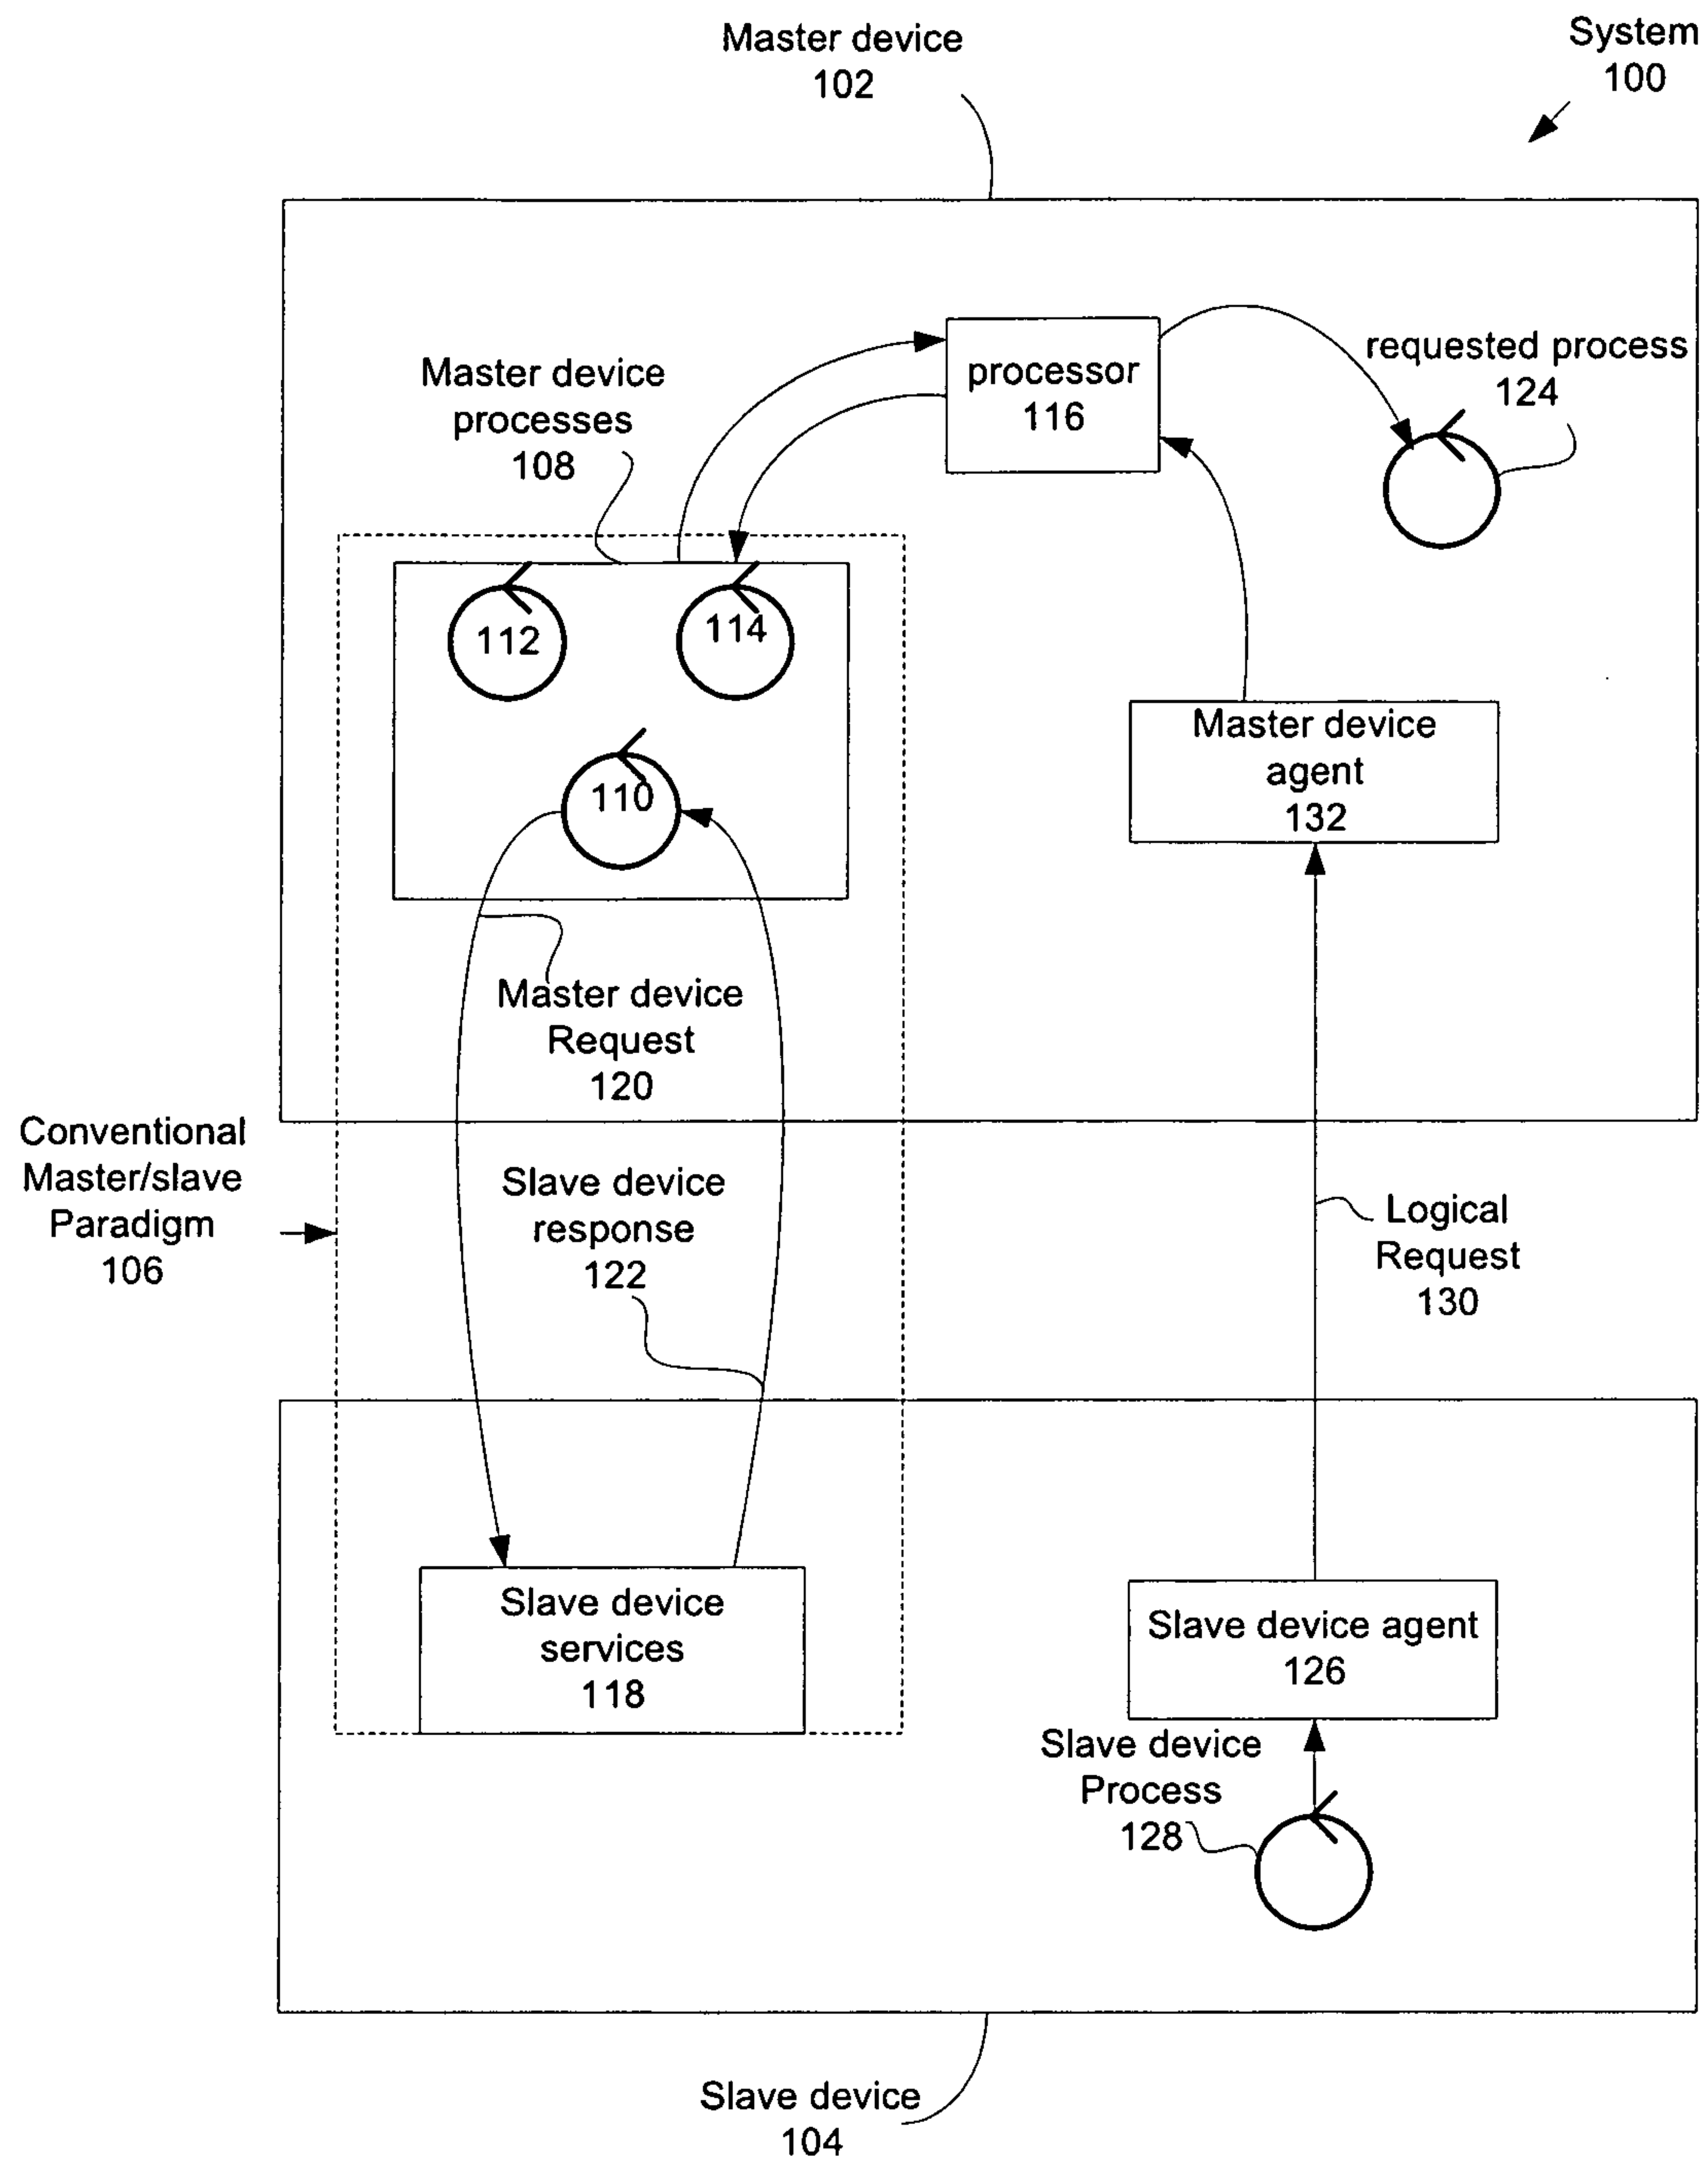 System
100
Master device
102
requested process
124
processor
116
Master device
processes
108
112
114
110
Master device
agent
132
Master device
Request
120
Conventional
Master/slave
Paradigm
106
Slave device
response
122
Logical
Request
130
Slave device
services
118
Slave device agent
126
Slave device
Process
128
Slave device
104